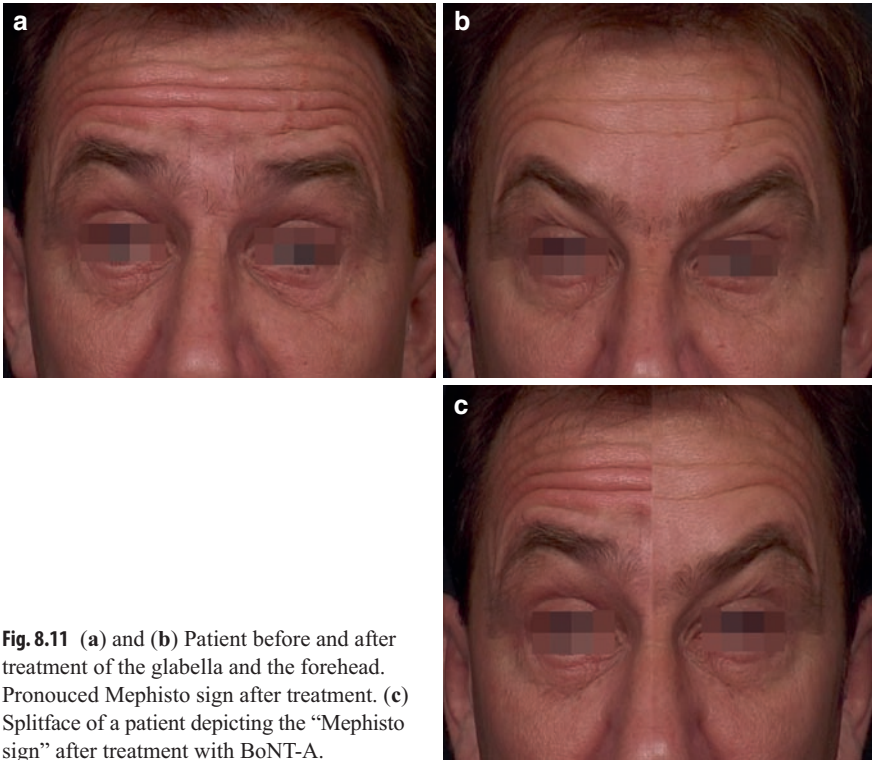 a
b
c
Fig. 8.11 (a) and (b) Patient before and after
treatment of the glabella and the forehead.
Pronouced Mephisto sign after treatment. (c)
Splitface of a patient depicting the “Mephisto
sign” after treatment with BoNT-A.